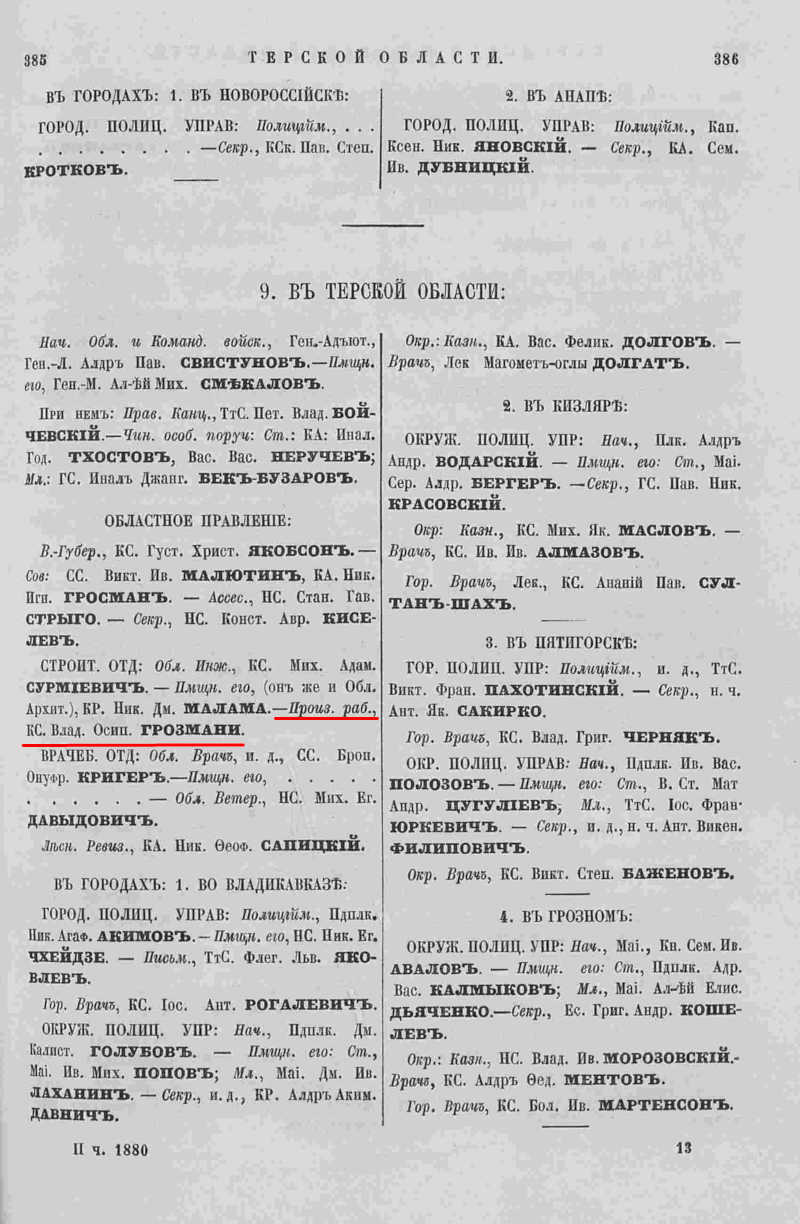 385
ТЕРСКОЙ ОБЛАСТИ.
386
ВЪ ГОРОДАХЪ: 1. ВЪ НОВОРОССІЙСКѢ:
ГОРОД. ПОЛИЦ. УПРАВ: Полиційм., . . .
. . . . . . . . —Секр., КСк. Пав. Степ.
КРОТКОВЪ.
2. ВЪ АНАПѢ:
ГОРОД. ПОЛИЦ. УПРАВ: Полиційм., Кап.
Ксен. Ник. ЯНОВСКІЙ. — Секр., КА. Сем.
Ив. ДУБНИЦКІЙ.
9. ВЪ ТЕРСКОЙ ОБЛАСТИ:
Нач. Обл. и Команд. войск., Ген.-Адъют.,
Ген.-Л. Алдръ Пав. СВИСТУНОВЪ.—Пмщн.
его, Ген.-М. Ал-ѣй Мих. СМѢКАЛОВЪ.
При немъ: Прав. Канц., ТтС. Пет. Влад. БОЙ-
ЧЕВСКІЙ.—Чин. особ. поруч: Ст.: КА: Инал.
Год. ТХОСТОВЪ, Вас. Вас. НЕРУЧЕВЪ;
Мл.: ГС. Иналъ Джанг. БЕКЪ-БУЗАРОВЪ.
ОБЛАСТНОЕ ПРАВЛЕНІЕ:
В.-Губер., КС. Густ. Христ. ЯКОБСОНЪ.—
Сов: СС. Викт. Ив. МАЛЮТИНЪ, КА. Ник.
Игн. ГРОСМАНЪ. — Ассес., НС. Стан. Гав.
СТРЫГО. — Секр., НС. Конст. Авр. КИСЕ-
ЛЕВЪ.
СТРОИТ. ОТД: Обл. Инж., КС. Мих. Адам.
СУРМІЕВИЧЪ. — Пмщн. его, (онъ же и Обл.
Архит.), КР. Ник. Дм. МАЛАМА.—Произ. раб.,
КС. Влад. Осип. ГРОЗМАНИ.
ВРАЧЕБ. ОТД: Обл. Врачъ, и. д., СС. Брон.
Онуфр. КРИГЕРЪ.—Пмщн. его, . . . . .
. . . . . . — Обл. Ветер., НС. Мих. Ег.
ДАВЫДОВИЧЪ.
Лѣсн. Ревиз., КА. Ник. Ѳеоф. САПИЦКІЙ.
ВЪ ГОРОДАХЪ: 1. ВО ВЛАДИКАВКАЗѢ:
ГОРОД. ПОЛИЦ. УПРАВ: Полиційм., Пдплк.
Ник. Агаф. АКИМОВЪ. — Пмщн. его, НС. Ник. Ег.
ЧХЕЙДЗЕ. — Письм., ТтС. Флег. Льв. ЯКО-
ВЛЕВЪ.
Гор. Врачъ, КС. Іос. Ант. РОГАЛЕВИЧЪ.
ОКРУЖ. ПОЛИЦ. УПР: Нач., Пдплк. Дм.
Калист. ГОЛУБОВЪ. — Пмщн. его: Ст.,
Маі. Ив. Мих. ПОПОВЪ; Мл., Маі. Дм. Ив.
ЛАХАНИНЪ. — Секр., и. д., КР. Алдръ Аким.
ДАВНИЧЪ.
Окр.: Казн., КА. Вас. Фелик. ДОЛГОВЪ. —
Врачъ, Лек Магометъ-оглы ДОЛГАТЪ.
2. ВЪ КИЗЛЯРѢ:
ОКРУЖ. ПОЛИЦ. УПР: Нач., Плк. Алдръ
Андр. ВОДАРСКІЙ. — Пмщн. его: Ст., Маі.
Сер. Алдр. БЕРГЕРЪ. —Секр., ГС. Пав. Ник.
КРАСОВСКІЙ.
Окр: Казн., КС. Мих. Як. МАСЛОВЪ. —
Врачъ, КС. Ив. Ив. АЛМАЗОВЪ.
Гор. Врачъ, Лек., КС. Ананій Пав. СУЛ-
ТАНЪ-ШАХЪ.
3. ВЪ ПЯТИГОРСКѢ:
ГОР. ПОЛИЦ. УПР: Полиційм., и. д., ТтС.
Викт. Фран. ПАХОТИНСКІЙ. — Секр., н. ч.
Ант. Як. САКИРКО.
Гор. Врачъ, КС. Влад. Григ. ЧЕРНЯКЪ.
ОКР. ПОЛИЦ. УПРАВ: Нач., Пдплк. Ив. Вас.
ПОЛОЗОВЪ. — Пмщн. его: Ст., В. Ст. Мат
Андр. ЦУГУЛІЕВЪ; Мл., ТтС. Іос. Фран·
ЮРКЕВИЧЪ. — Секр., и. д., н. ч. Ант. Викен.
ФИЛИПОВИЧЪ.
Окр. Врачъ, КС. Викт. Степ. БАЖЕНОВЪ.
4. ВЪ ГРОЗНОМЪ:
ОКРУЖ. ПОЛИЦ. УПР: Нач., Маі., Кн. Сем. Ив.
АВАЛОВЪ. — Пмщн. его: Ст., Пдплк. Адр.
Вас. КАЛМЫКОВЪ; Мл., Маі. Ал-ѣй Елис.
ДЬЯЧЕНКО.—Секр., Ес. Григ. Андр. КОШЕ-
ЛЕВЪ.
Окр.: Казн., НС. Влад. Ив. МОРОЗОВСКІЙ.-
Врачъ, КС. Алдръ Ѳед. МЕНТОВЪ.
Гор. Врачъ, КС. Бол. Ив. МАРТЕНСОНЪ.
II ч. 1880
13